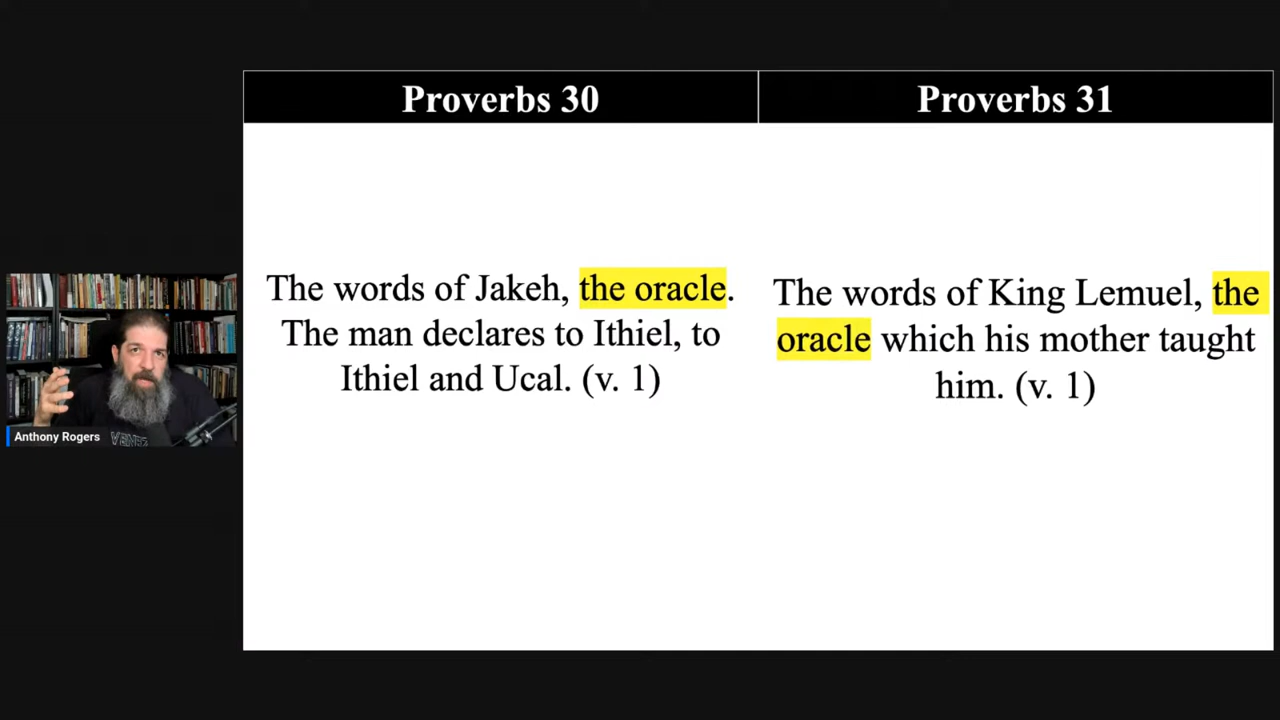 Proverbs 30
Proverbs 31
The words of Jakeh, the oracle.
The man declares to Ithiel, to
Ithiel and Ucal. (v. 1)
The words of King Lemuel, the
oracle which his mother taught
him. (v. 1)
Anthony Rogers